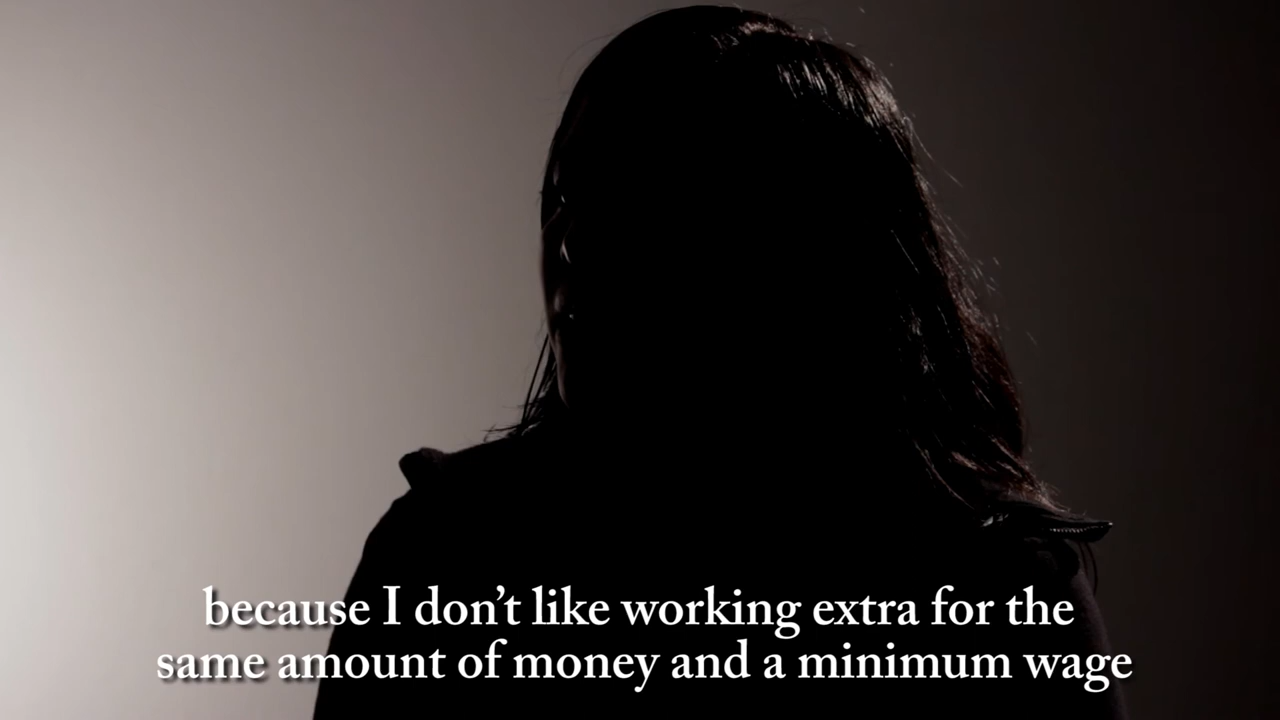 because I don’t like working extra for the
same amount of money and a minimum wage